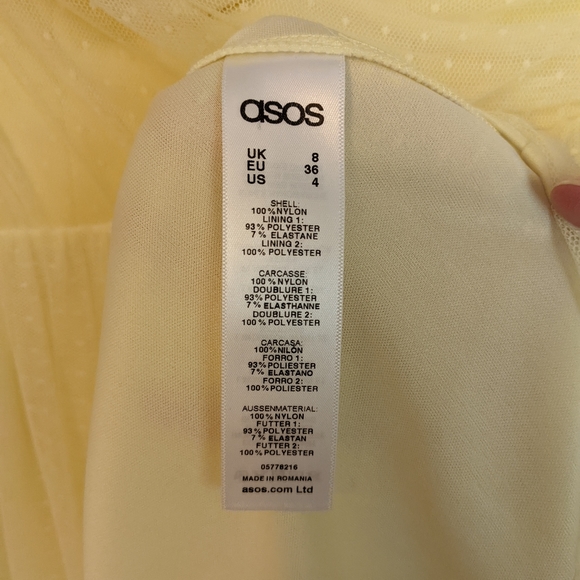 asos
UK 8
EU 36
US 4
SHELL:
100%NYLON
LINING 1:
93% POLYESTER
7% ELASTANE
LINING 2:
100% POLYESTER
CARCASSE:
100% NYLON
DOUBLURE 1:
93% POLYESTER
7% ELASTHANNE
DOUBLURE 2:
100% POLYESTER
CARCASA:
100%NILÓN
FORRO 1:
93% POLIESTER
7% ELASTANO
FORRO 2:
100% POLIESTER
AUSSENMATERIAL:
100% NYLON
FUTTER 1:
93% POLYESTER
7% ELASTAN
FUTTER 2:
100% POLYESTER
05778216
MADE IN ROMANIA
asos.com Ltd